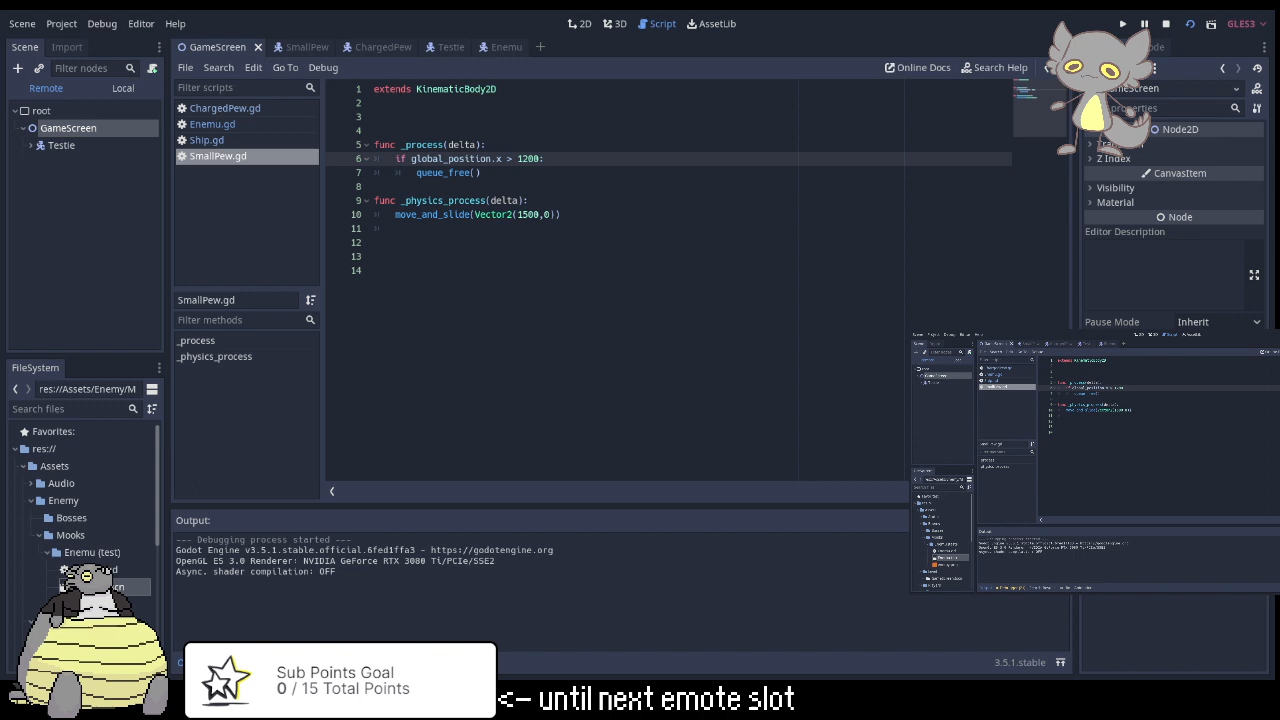 Scene Project Debug Editor Help
2D 3D Script AssetLib
GLES3
Scene Import
GameScreen SmallPew ChargedPew Testie Enemu
Filter nodes
Remote Local
root
GameScreen
Testie
File Search Edit Go To Debug
Online Docs Search Help
Filter scripts
ChargedPew.gd
Enemu.gd
Ship.gd
SmallPew.gd
SmallPew.gd
Filter methods
_process
_physics_process
1 extends KinematicBody2D
2
3
4
5 func _process(delta):
6 if global_position.x > 1200:
7 queue_free()
8
9 func _physics_process(delta):
10 move_and_slide(Vector2(1500,0))
11
12
13
14
Node2D
Z Index
CanvasItem
Visibility
Material
Node
Editor Description
Pause Mode Inherit
FileSystem
res://Assets/Enemy/M
Search files
Favorites:
res://
Assets
Audio
Enemy
Bosses
Mooks
Enemu (test)
Output:
--- Debugging process started ---
Godot Engine v3.5.1.stable.official.6fed1ffa3 - https://godotengine.org
OpenGL ES 3.0 Renderer: NVIDIA GeForce RTX 3080 Ti/PCIe/SSE2
Async. shader compilation: OFF
3.5.1.stable
Sub Points Goal
0 / 15 Total Points
<- until next emote slot